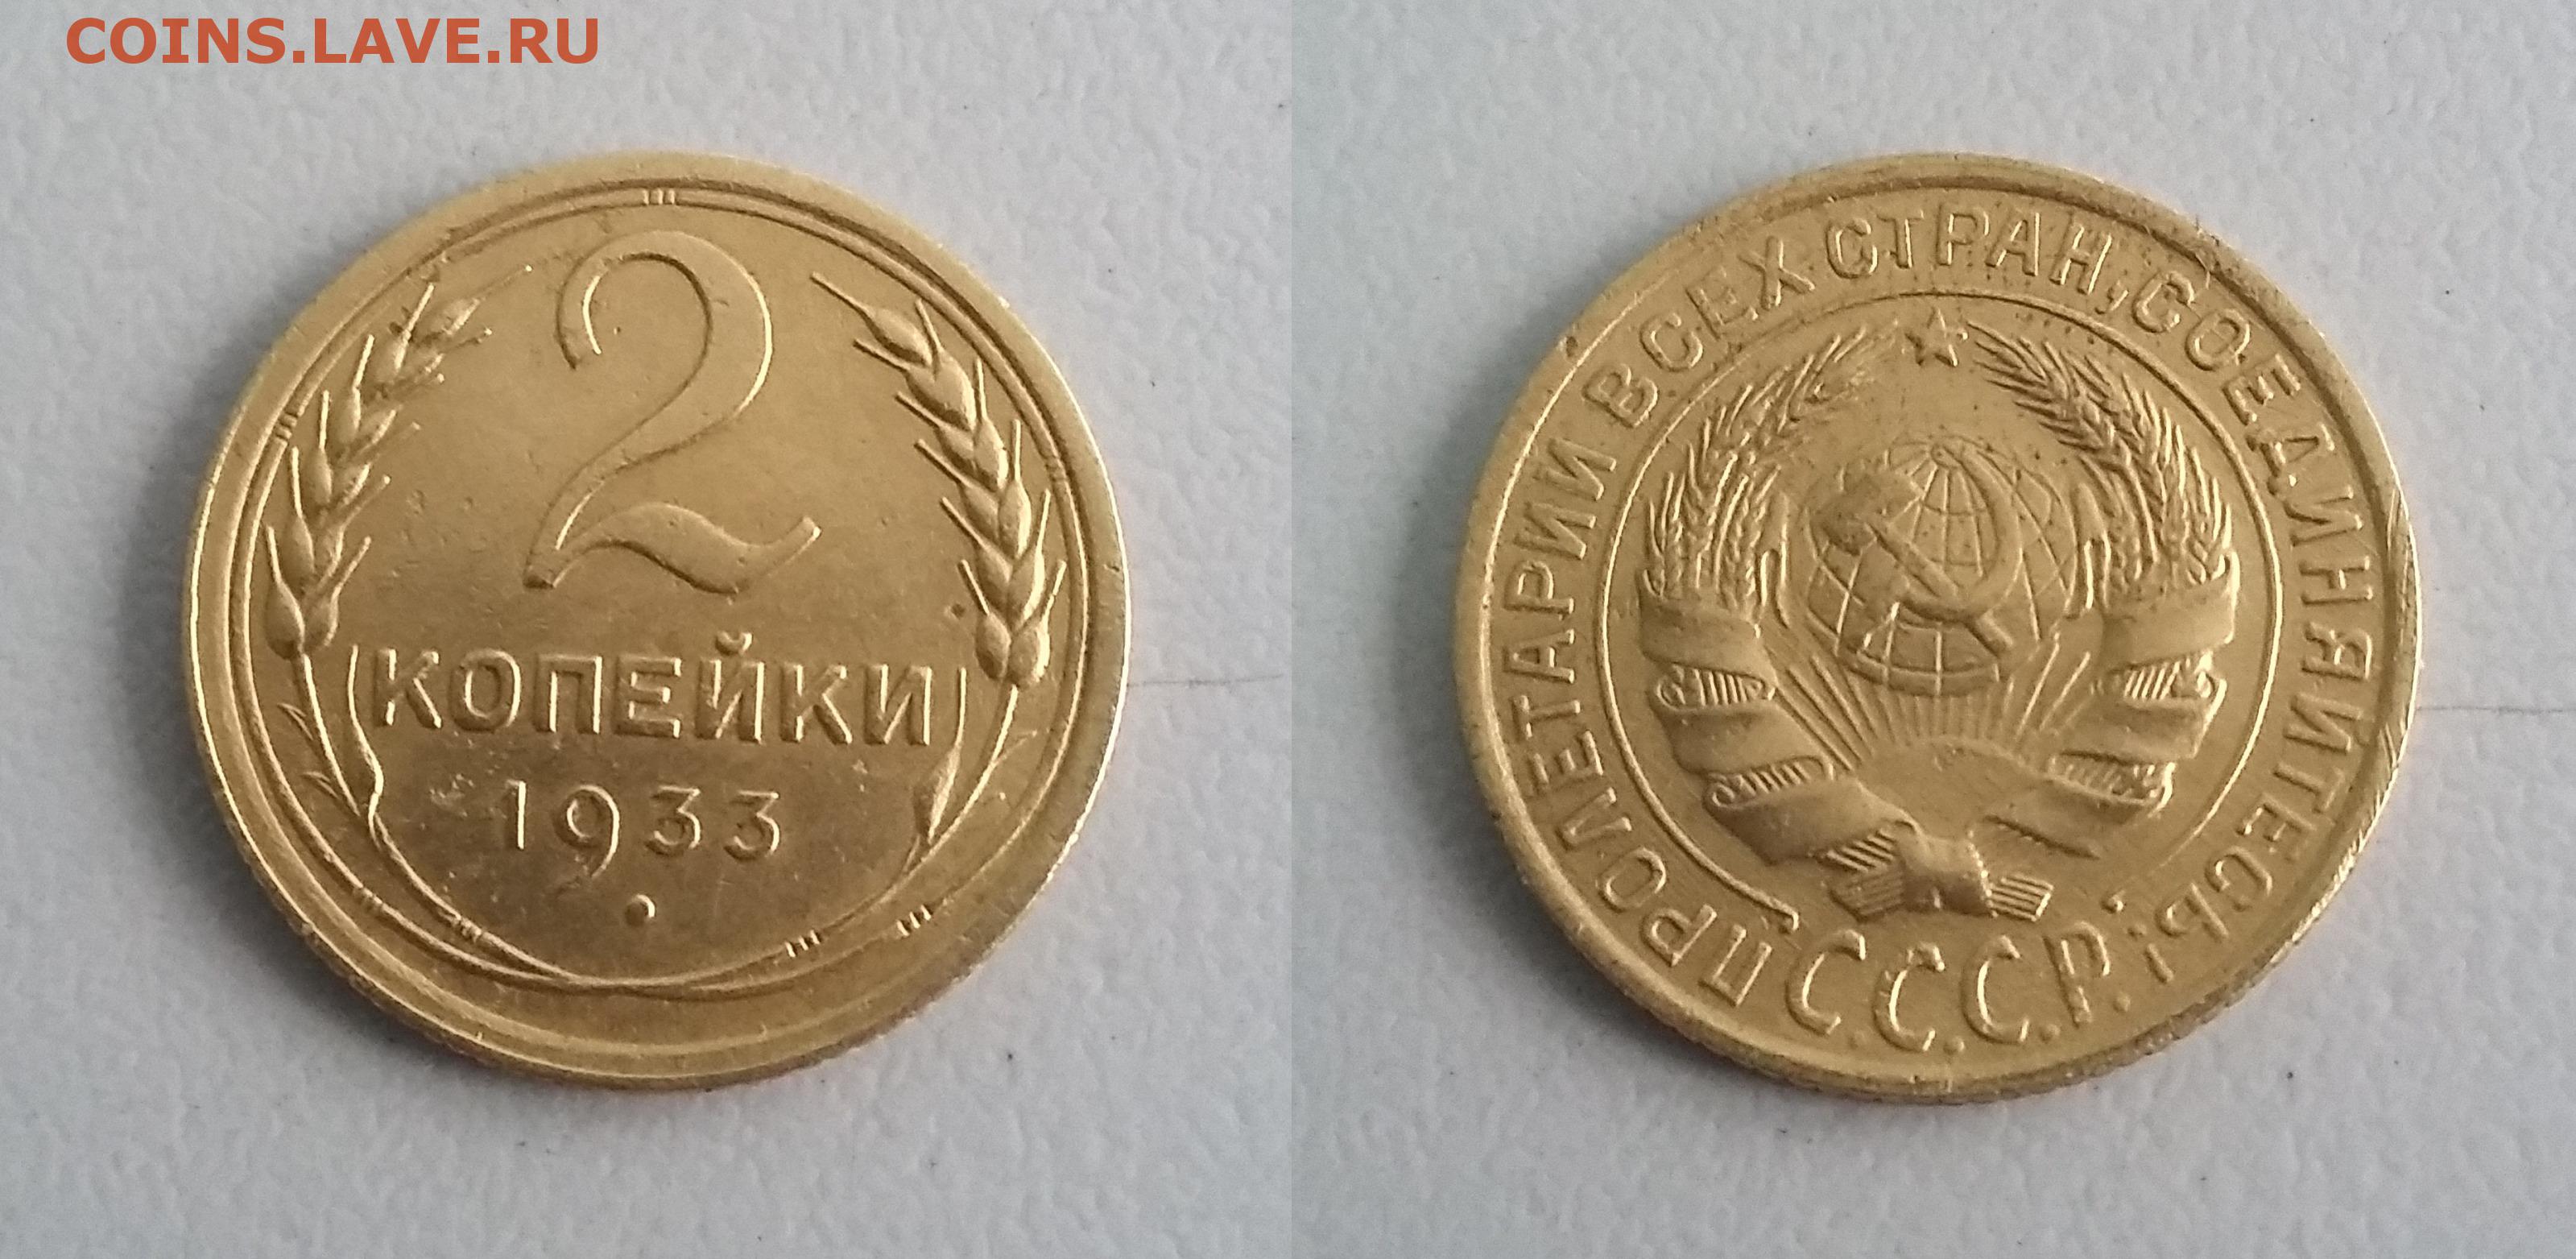 COINS.LAVE.RU
2
КОПЕЙКИ
1933
ПРОЛЕТАРИИ ВСЕХ СТРАН, СОЕДИНЯЙТЕСЬ!
С.С.С.Р.